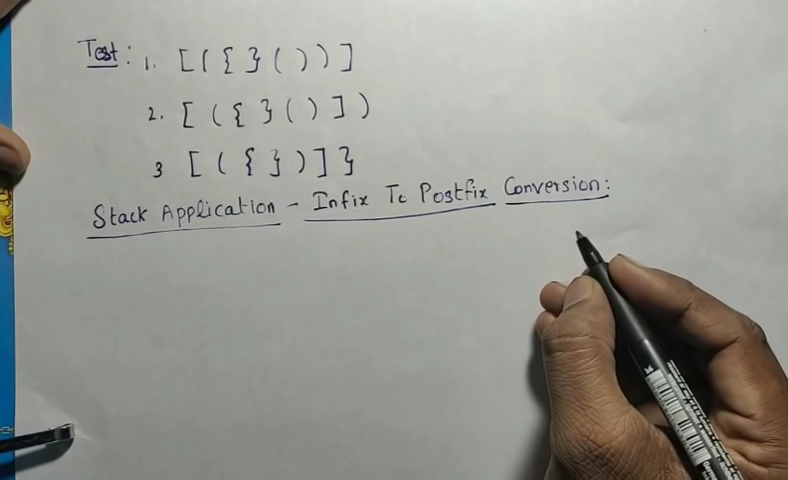 Test: 1. [({}())]
2. [({}()])
3 [({})]}
Stack Application - Infix To Postfix Conversion: